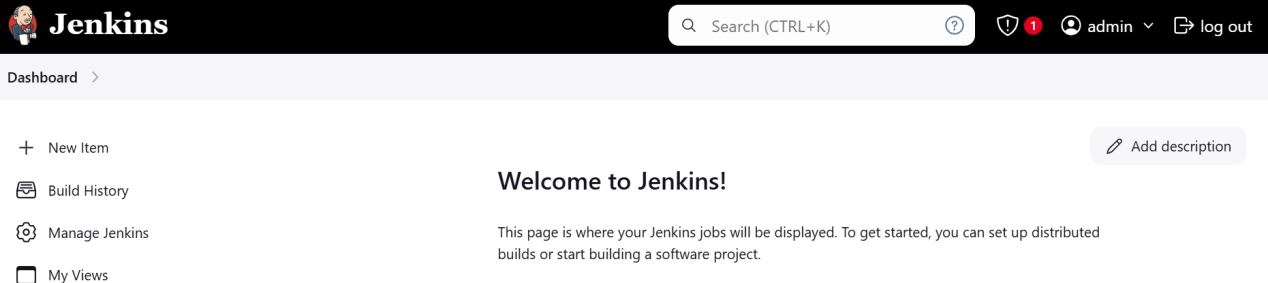 Jenkins
Search (CTRL+K)
?
1
admin
log out
Dashboard
New Item
Add description
Build History
Manage Jenkins
My Views
Welcome to Jenkins!
This page is where your Jenkins jobs will be displayed. To get started, you can set up distributed
builds or start building a software project.